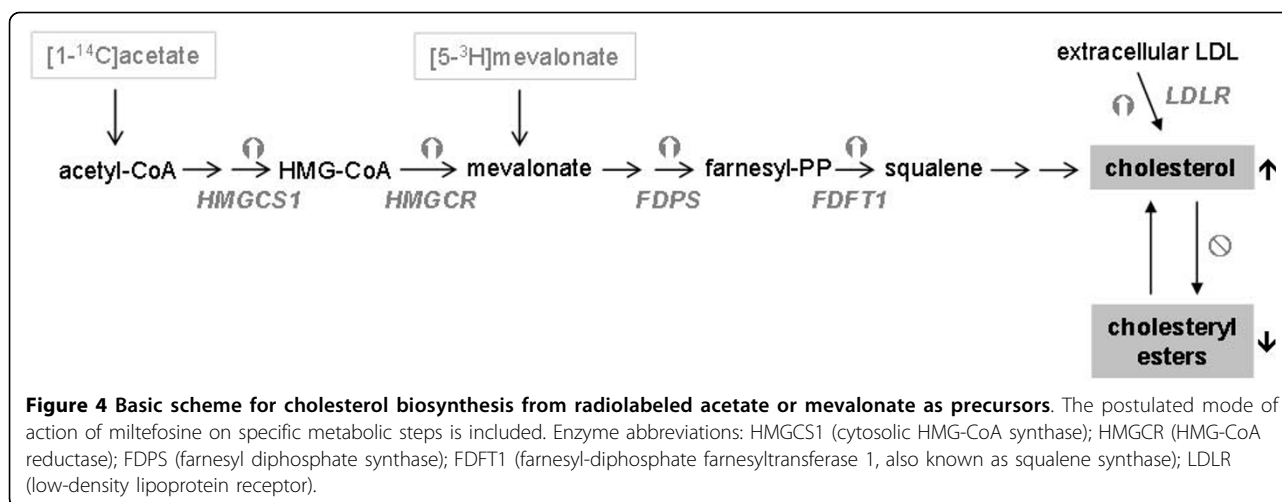 [1-¹⁴C]acetate
[5-³H]mevalonate
extracellular LDL
LDLR
acetyl-CoA → → HMG-CoA → mevalonate → → farnesyl-PP → squalene → → cholesterol ↑
HMGCS1 HMGCR FDPS FDFT1
cholesteryl
esters ↓
Figure 4 Basic scheme for cholesterol biosynthesis from radiolabeled acetate or mevalonate as precursors. The postulated mode of
action of miltefosine on specific metabolic steps is included. Enzyme abbreviations: HMGCS1 (cytosolic HMG-CoA synthase); HMGCR (HMG-CoA
reductase); FDPS (farnesyl diphosphate synthase); FDFT1 (farnesyl-diphosphate farnesyltransferase 1, also known as squalene synthase); LDLR
(low-density lipoprotein receptor).